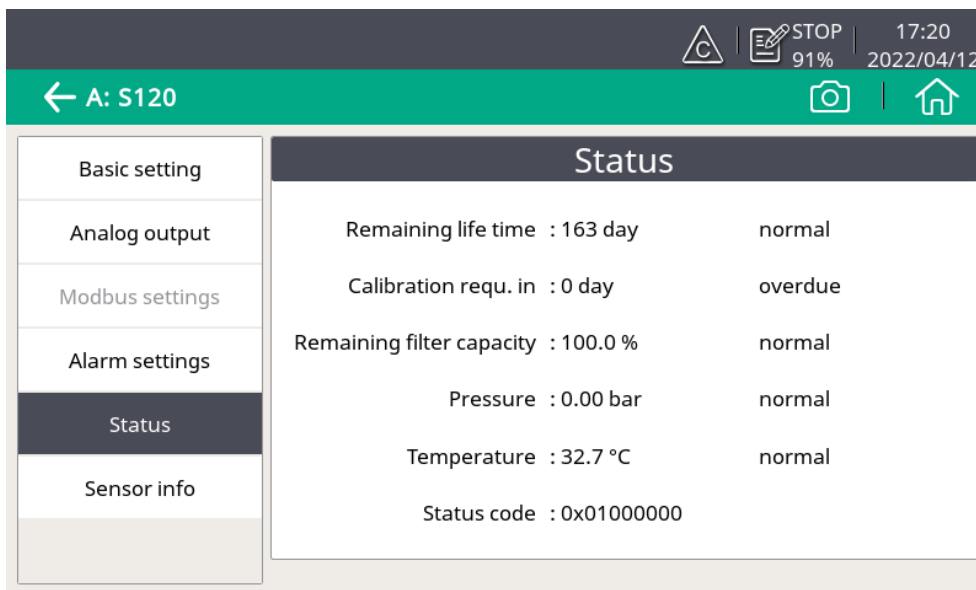 C
STOP
91%
17:20
2022/04/12
A: S120
Basic setting
Analog output
Modbus settings
Alarm settings
Status
Sensor info
Status
Remaining life time : 163 day normal
Calibration requ. in : 0 day overdue
Remaining filter capacity : 100.0 % normal
Pressure : 0.00 bar normal
Temperature : 32.7 °C normal
Status code : 0x01000000